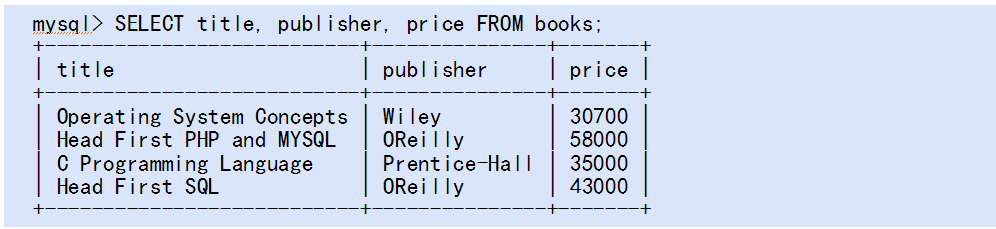 mysql> SELECT title, publisher, price FROM books;
+---------------------------+---------------+-------+
| title                     | publisher     | price |
+---------------------------+---------------+-------+
| Operating System Concepts | Wiley         | 30700 |
| Head First PHP and MYSQL  | OReilly       | 58000 |
| C Programming Language    | Prentice-Hall | 35000 |
| Head First SQL            | OReilly       | 43000 |
+---------------------------+---------------+-------+